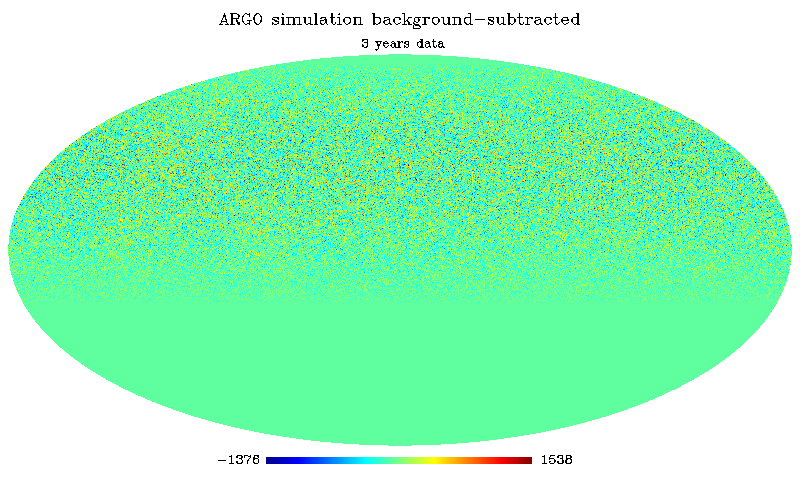 ARGO simulation background-subtracted
3 years data
-1376 1538